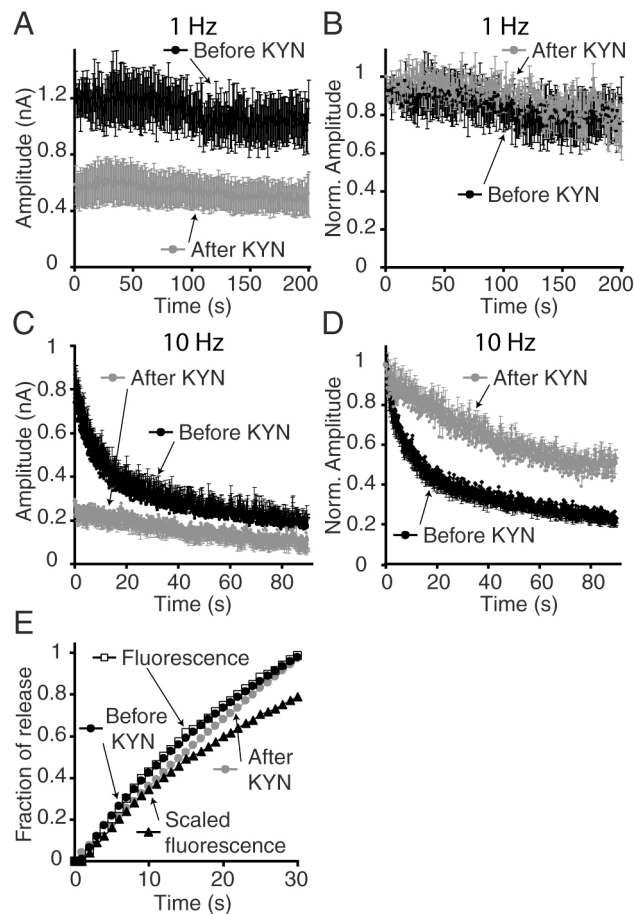 A
1 Hz
Before KYN
Amplitude (nA)
1.2
0.8
0.4
0
After KYN
0
50
100
150
200
Time (s)
B
1 Hz
After KYN
Norm. Amplitude
1
0.8
0.6
0.4
0.2
0
Before KYN
0
50
100
150
200
Time (s)
C
10 Hz
After KYN
Before KYN
Amplitude (nA)
1
0.8
0.6
0.4
0.2
0
0
20
40
60
80
Time (s)
D
10 Hz
After KYN
Before KYN
Norm. Amplitude
1
0.8
0.6
0.4
0.2
0
0
20
40
60
80
Time (s)
E
Fluorescence
Before
KYN
After
KYN
Scaled
fluorescence
Fraction of release
1
0.8
0.6
0.4
0.2
0
0
10
20
30
Time (s)